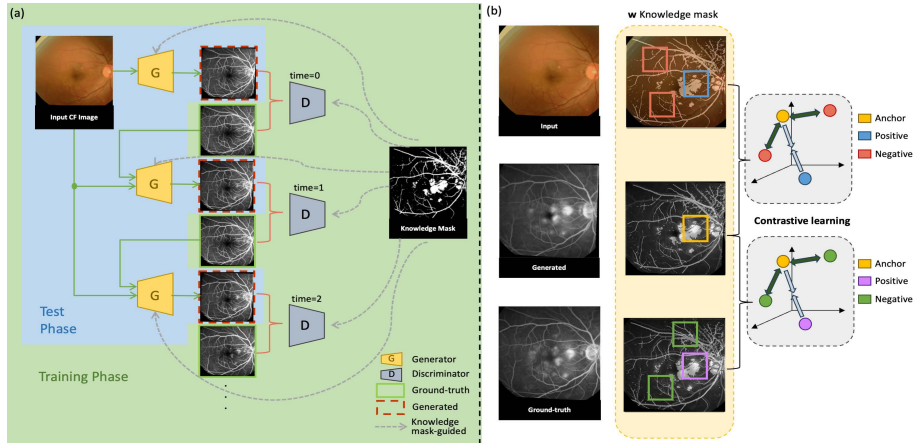 (a)
G
time=0
D
Input CF Image
G
time=1
D
Knowledge Mask
G
time=2
D
Test
Phase
Training Phase
G Generator
D Discriminator
Ground-truth
Generated
Knowledge
mask-guided
(b)
w Knowledge mask
Input
Anchor
Positive
Negative
Generated
Contrastive learning
Anchor
Positive
Negative
Ground-truth